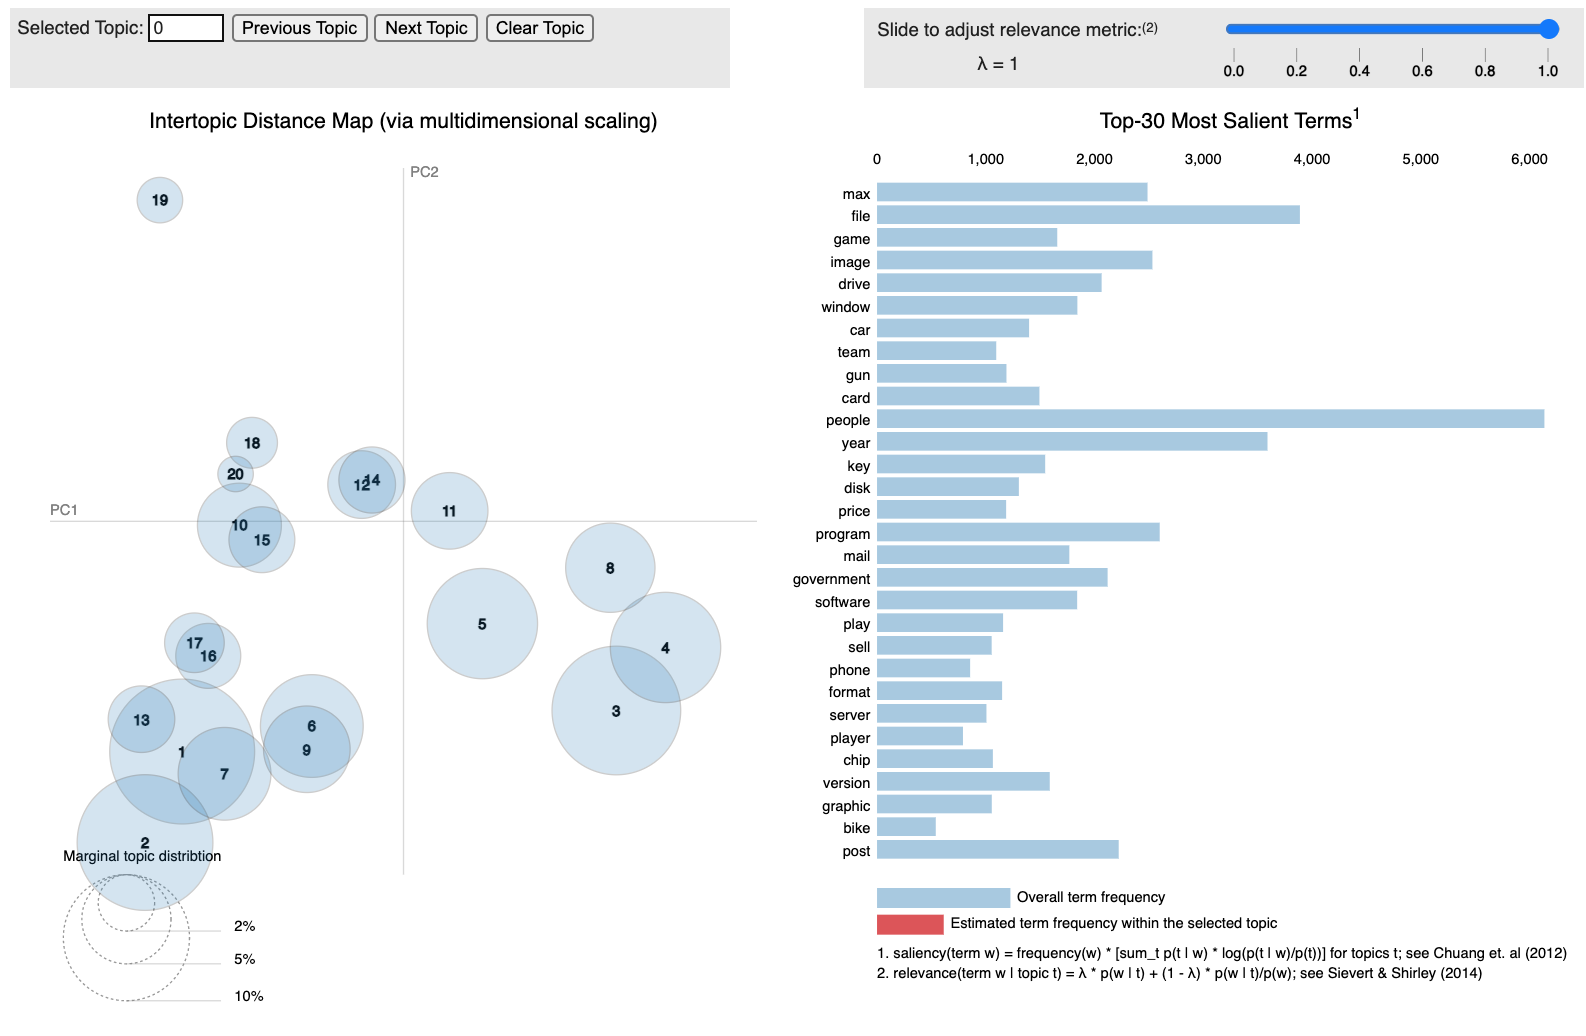 Selected Topic: 0 Previous Topic Next Topic Clear Topic
Slide to adjust relevance metric:(2)
λ = 1
0.0 0.2 0.4 0.6 0.8 1.0
Intertopic Distance Map (via multidimensional scaling)
PC2
PC1
19
18
20
14
12
11
10
15
8
5
4
17
16
3
13
6
9
1
7
2
Marginal topic distribtion
2%
5%
10%
Top-30 Most Salient Terms1
0 1,000 2,000 3,000 4,000 5,000 6,000
max
file
game
image
drive
window
car
team
gun
card
people
year
key
disk
price
program
mail
government
software
play
sell
phone
format
server
player
chip
version
graphic
bike
post
Overall term frequency
Estimated term frequency within the selected topic
1. saliency(term w) = frequency(w) * [sum_t p(t | w) * log(p(t | w)/p(t))] for topics t; see Chuang et. al (2012)
2. relevance(term w | topic t) = λ * p(w | t) + (1 - λ) * p(w | t)/p(w); see Sievert & Shirley (2014)